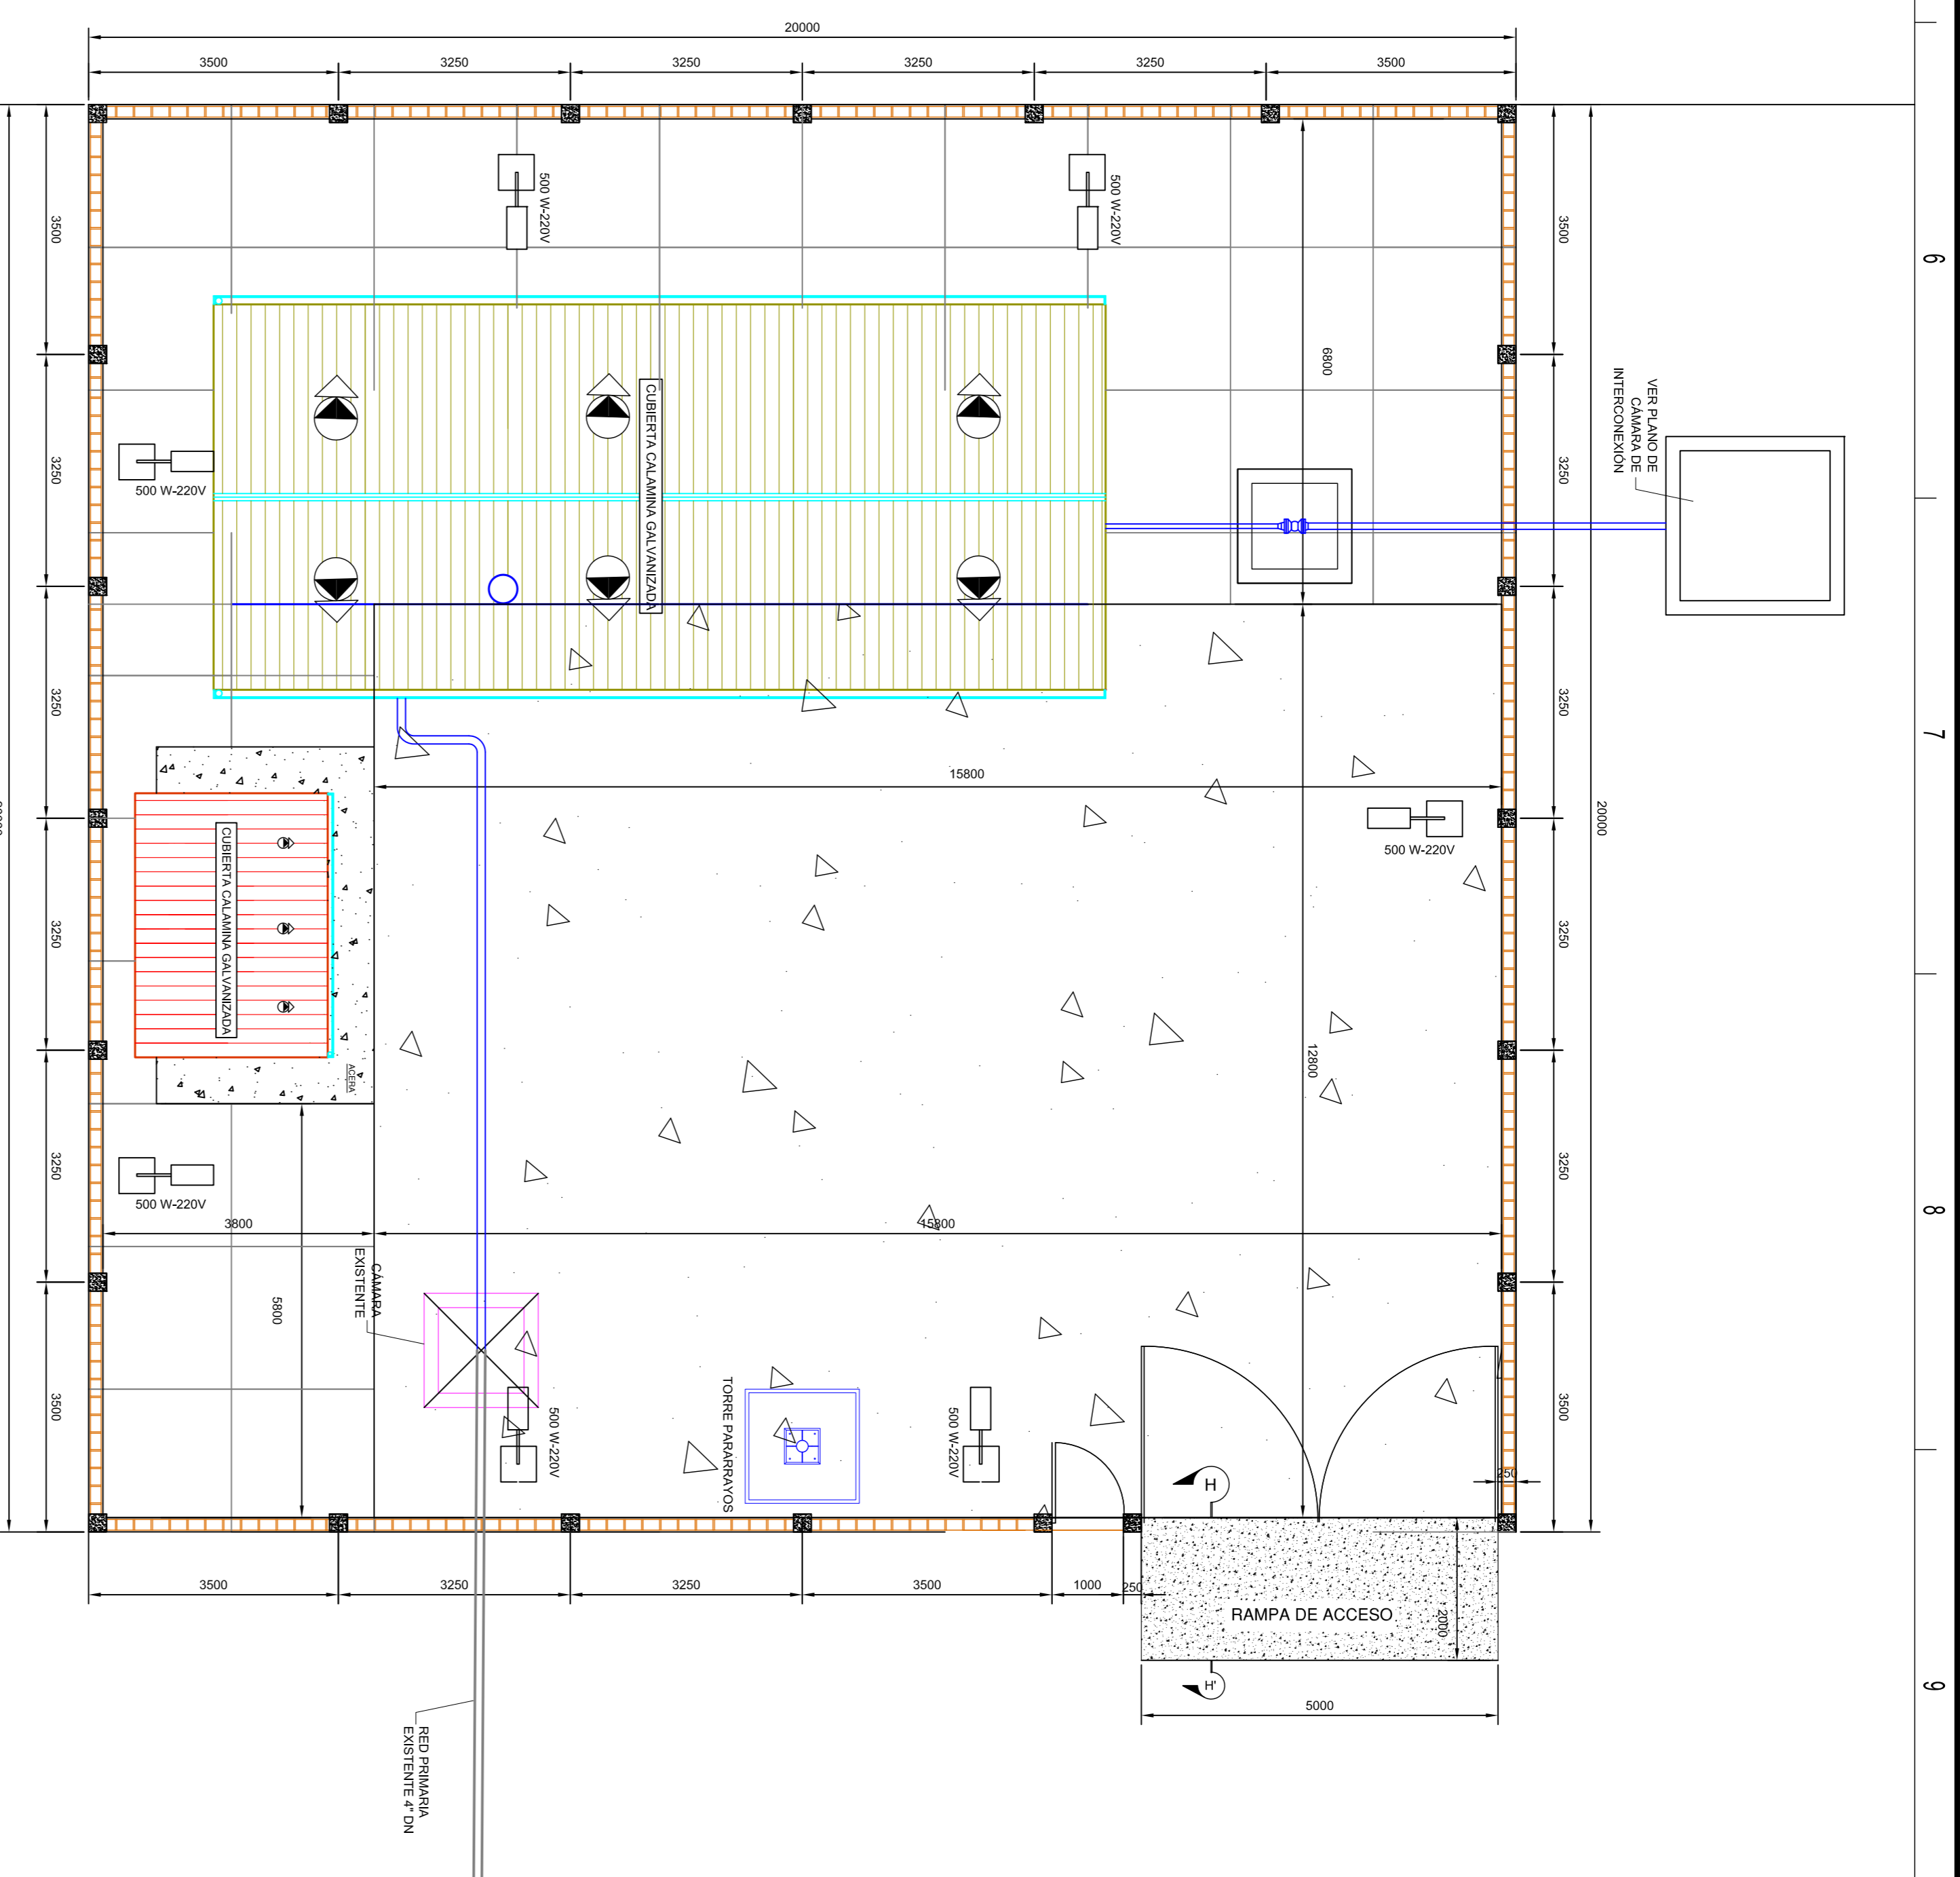 20000
3500
3250
3250
3250
3250
3500
6
7
8
9
3500
3250
3250
3250
3250
3500
20000
3500
3250
3250
3250
3250
3500
500 W-220V
500 W-220V
6800
VER PLANO DE
CÁMARA DE
INTERCONEXIÓN
CUBIERTA CALAMINA GALVANIZADA
500 W-220V
15800
500 W-220V
CUBIERTA CALAMINA GALVANIZADA
ACERA
12800
500 W-220V
3800
15800
CÁMARA
EXISTENTE
5800
500 W-220V
TORRE PARARRAYOS
500 W-220V
H
250
3500
3250
3250
3500
1000
250
RAMPA DE ACCESO
2000
H'
5000
RED PRIMARIA
EXISTENTE 4" DN